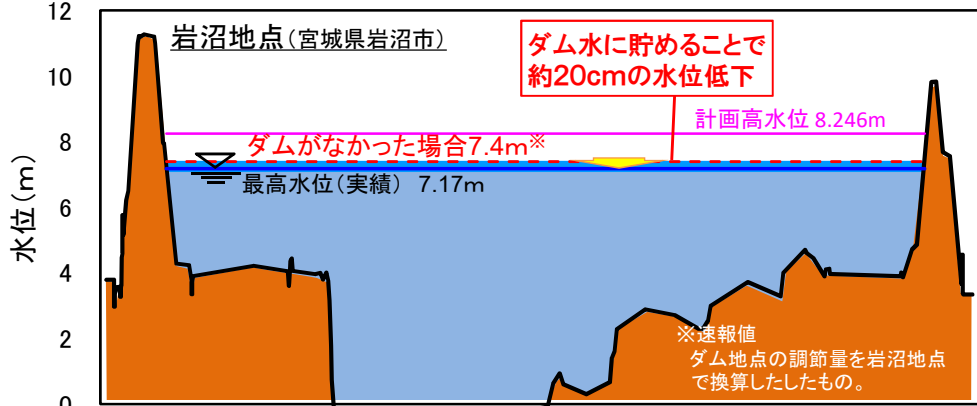 12
10
8
6
4
2
0
水位(m)
岩沼地点(宮城県岩沼市)
ダム水に貯めることで
約20cmの水位低下
計画高水位 8.246m
ダムがなかった場合7.4m※
最高水位(実績) 7.17m
※速報値
ダム地点の調節量を岩沼地点
で換算したしたもの。